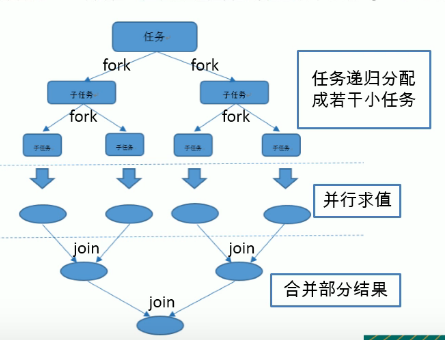 任务
fork
fork
子任务
子任务
fork
fork
子任务
子任务
子任务
子任务
任务递归分配
成若干小任务
并行求值
join
join
join
合并部分结果